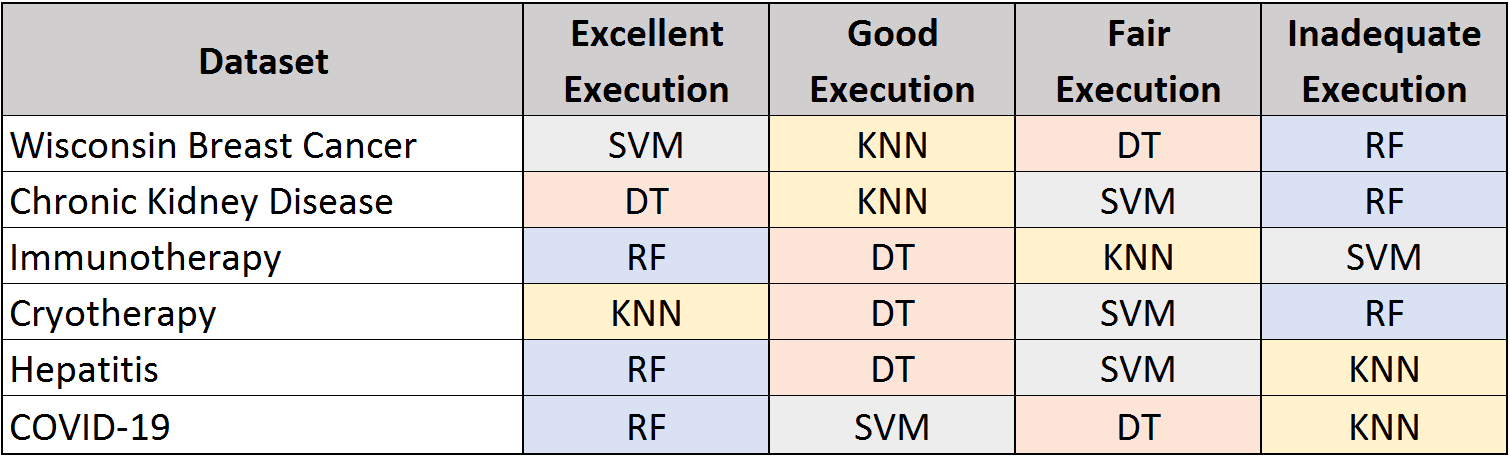 Dataset Excellent Execution Good Execution Fair Execution Inadequate Execution
Wisconsin Breast Cancer SVM KNN DT RF
Chronic Kidney Disease DT KNN SVM RF
Immunotherapy RF DT KNN SVM
Cryotherapy KNN DT SVM RF
Hepatitis RF DT SVM KNN
COVID-19 RF SVM DT KNN